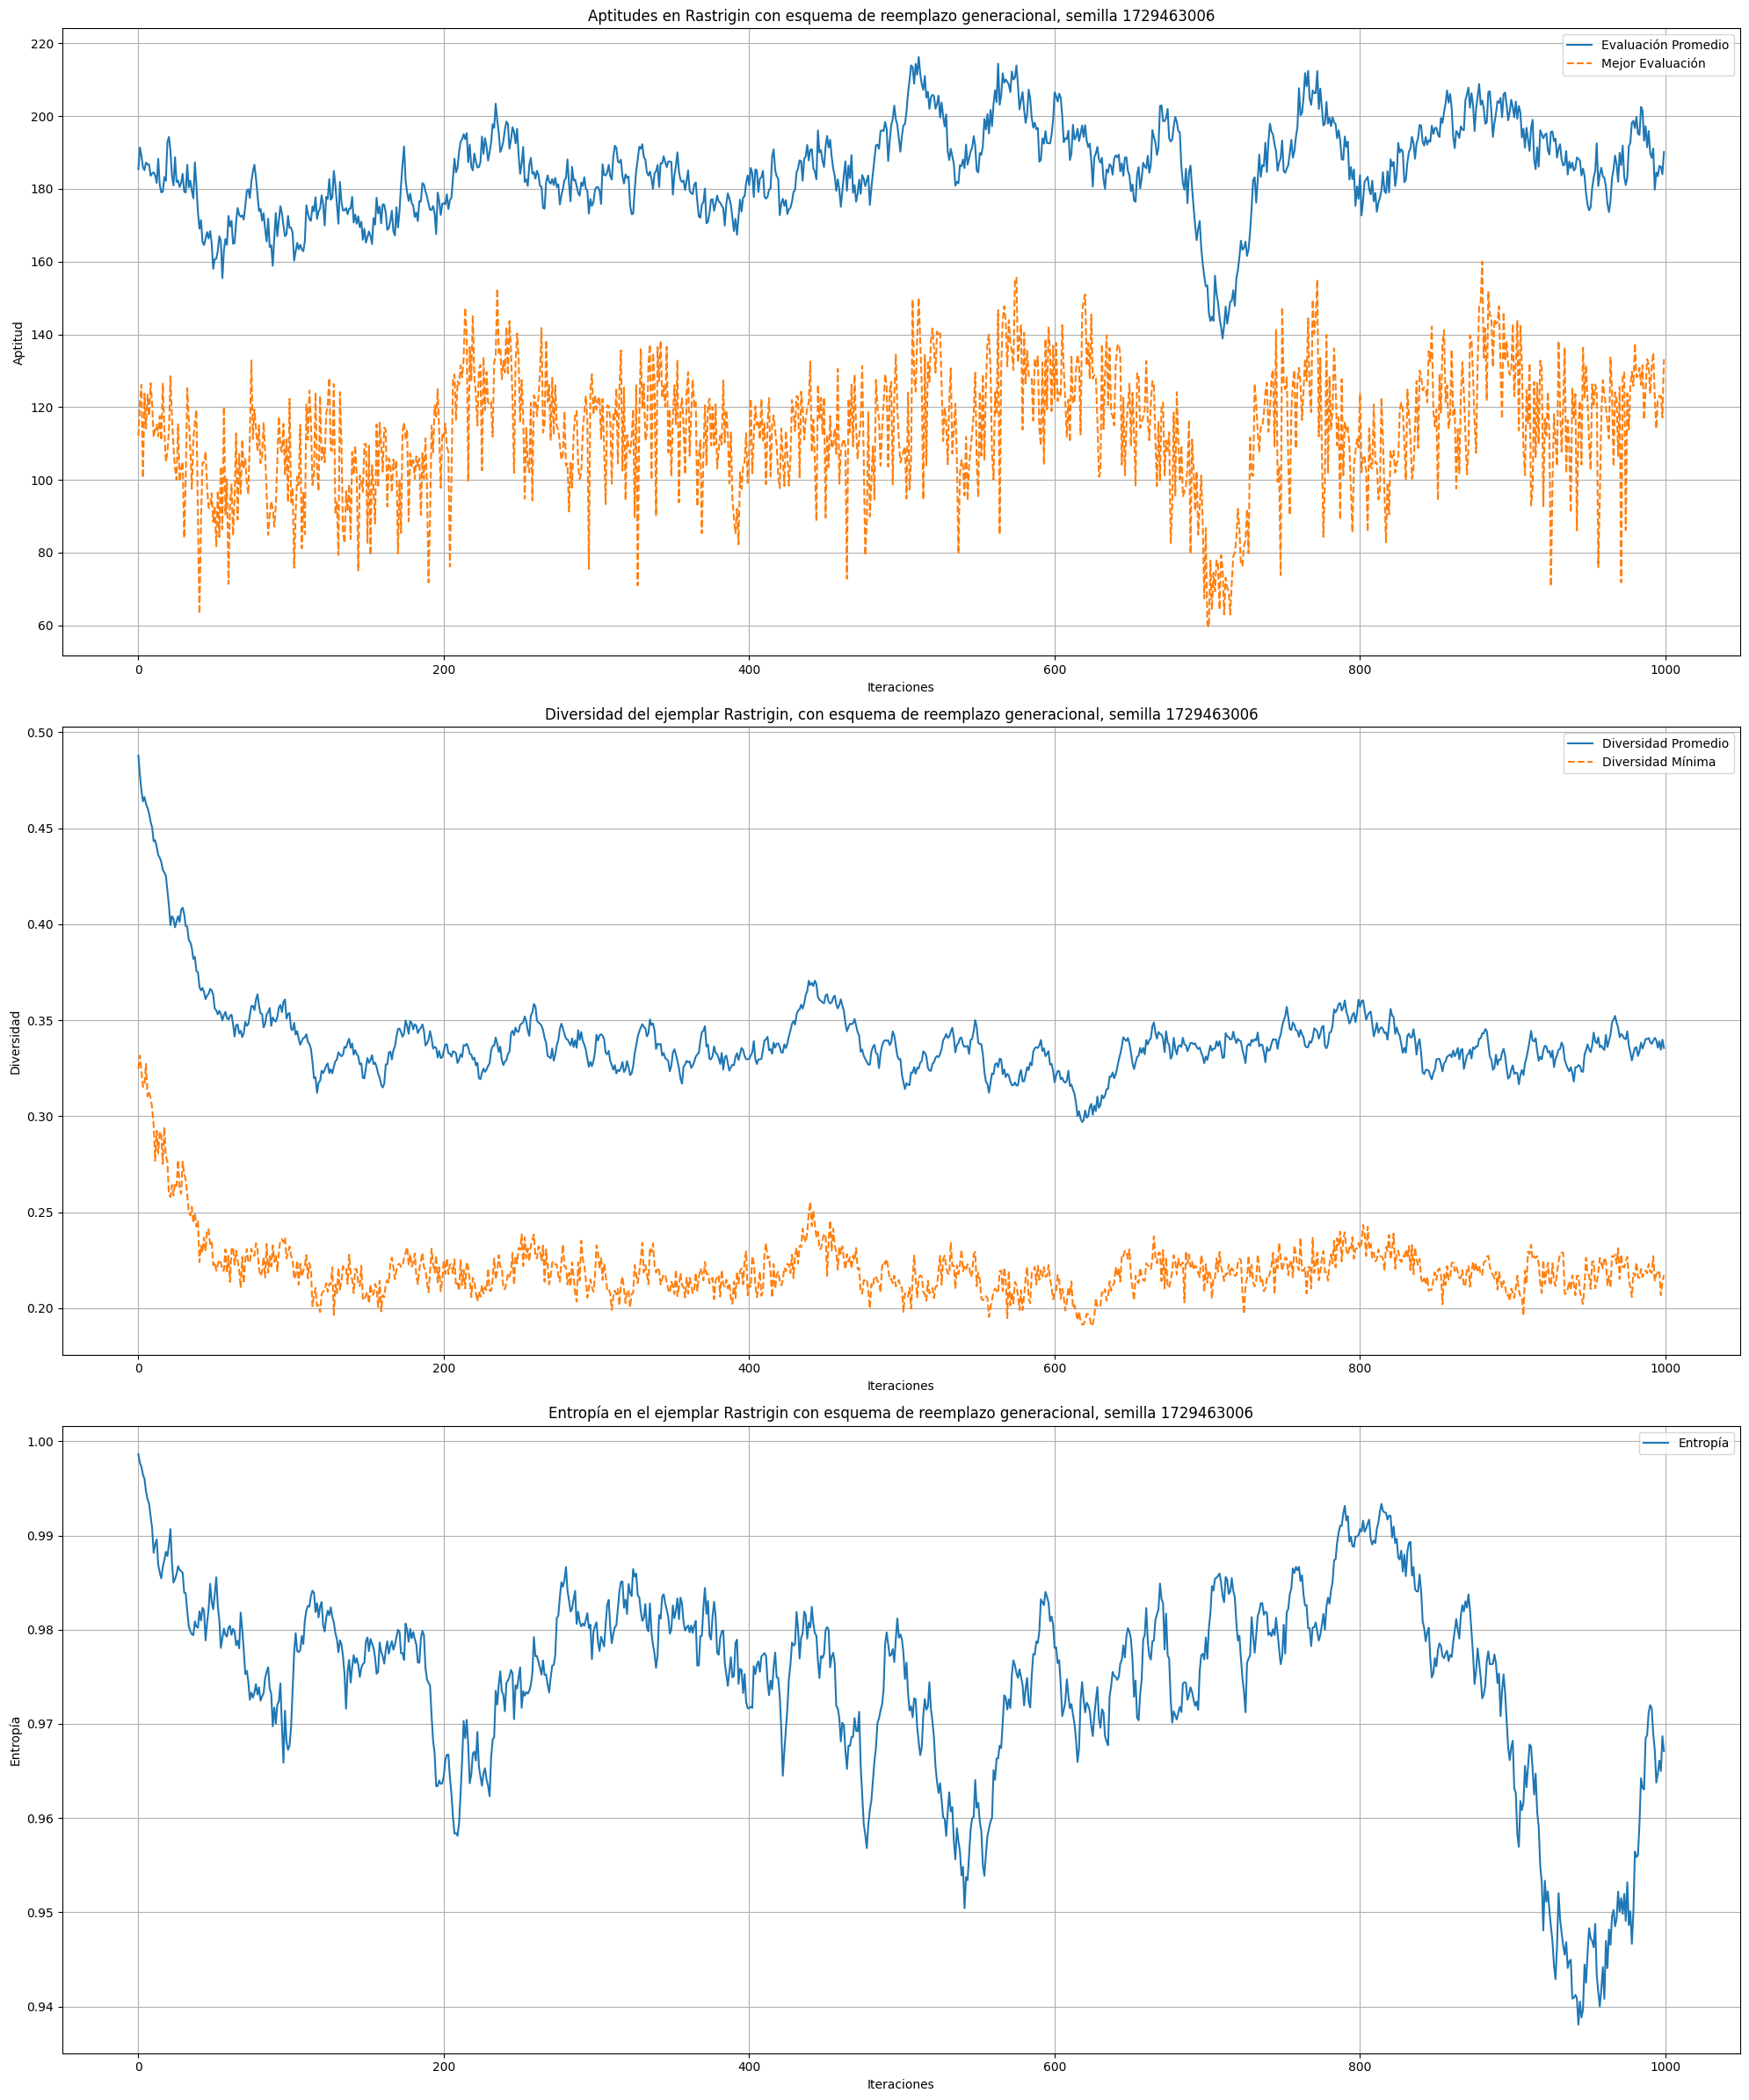 Aptitudes en Rastrigin con esquema de reemplazo generacional, semilla 1729463006
Evaluación Promedio
Mejor Evaluación
220
200
180
160
140
120
100
80
60
Aptitud
0 200 400 600 800 1000
Iteraciones
Diversidad del ejemplar Rastrigin, con esquema de reemplazo generacional, semilla 1729463006
Diversidad Promedio
Diversidad Mínima
0.50
0.45
0.40
0.35
0.30
0.25
0.20
Diversidad
0 200 400 600 800 1000
Iteraciones
Entropía en el ejemplar Rastrigin con esquema de reemplazo generacional, semilla 1729463006
Entropía
1.00
0.99
0.98
0.97
0.96
0.95
0.94
Entropía
0 200 400 600 800 1000
Iteraciones